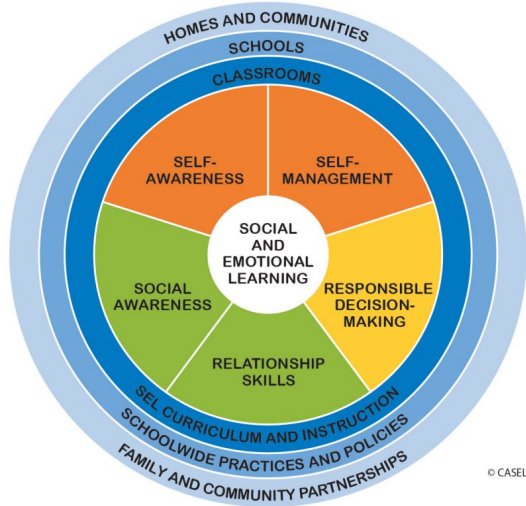 HOMES AND COMMUNITIES
SCHOOLS
CLASSROOMS
SELF-
AWARENESS
SELF-
MANAGEMENT
SOCIAL
AND
EMOTIONAL
LEARNING
SOCIAL
AWARENESS
RESPONSIBLE
DECISION-
MAKING
RELATIONSHIP
SKILLS
SEL CURRICULUM AND INSTRUCTION
SCHOOLWIDE PRACTICES AND POLICIES
FAMILY AND COMMUNITY PARTNERSHIPS
© CASEL